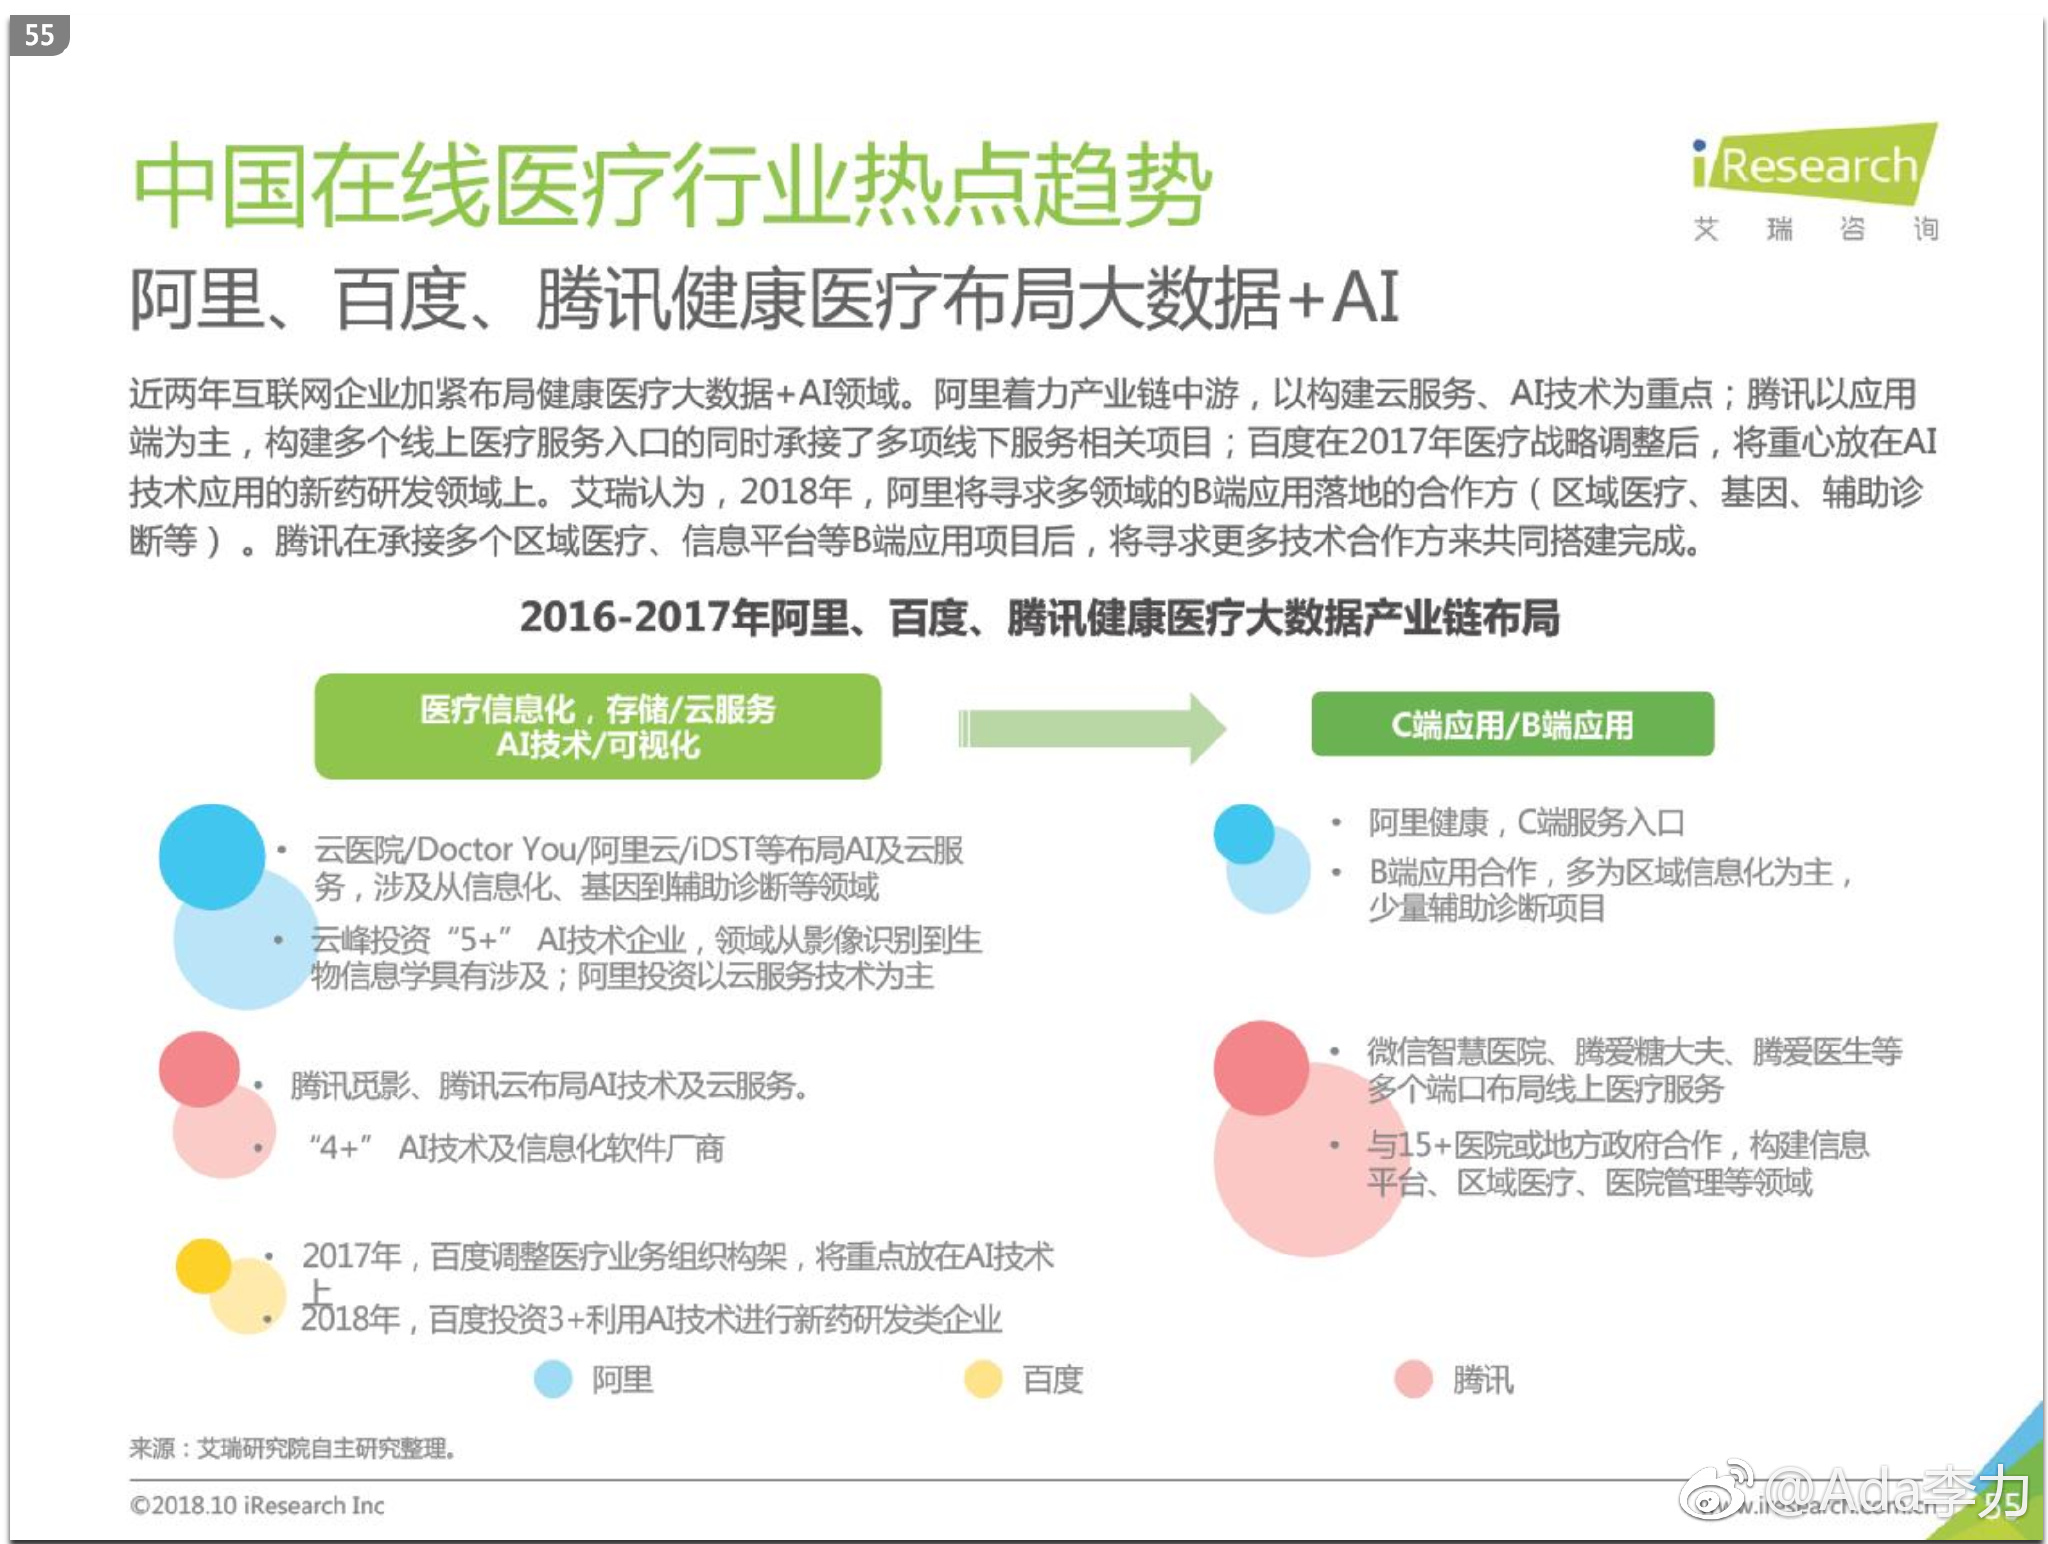 55
中国在线医疗行业热点趋势
iResearch
艾瑞咨询
阿里、百度、腾讯健康医疗布局大数据+AI
近两年互联网企业加紧布局健康医疗大数据+AI领域。阿里着力产业链中游，以构建云服务、AI技术为重点；腾讯以应用
端为主，构建多个线上医疗服务入口的同时承接了多项线下服务相关项目；百度在2017年医疗战略调整后，将重心放在AI
技术应用的新药研发领域上。艾瑞认为，2018年，阿里将寻求多领域的B端应用落地的合作方（区域医疗、基因、辅助诊
断等）。腾讯在承接多个区域医疗、信息平台等B端应用项目后，将寻求更多技术合作方来共同搭建完成。
2016-2017年阿里、百度、腾讯健康医疗大数据产业链布局
医疗信息化，存储/云服务
AI技术/可视化
C端应用/B端应用
• 云医院/Doctor You/阿里云/iDST等布局AI及云服
务，涉及从信息化、基因到辅助诊断等领域
• 云峰投资“5+” AI技术企业，领域从影像识别到生
物信息学具有涉及；阿里投资以云服务技术为主
• 阿里健康，C端服务入口
• B端应用合作，多为区域信息化为主，
少量辅助诊断项目
• 腾讯觅影、腾讯云布局AI技术及云服务。
• “4+” AI技术及信息化软件厂商
• 微信智慧医院、腾爱糖大夫、腾爱医生等
多个端口布局线上医疗服务
• 与15+医院或地方政府合作，构建信息
平台、区域医疗、医院管理等领域
• 2017年，百度调整医疗业务组织构架，将重点放在AI技术
上
• 2018年，百度投资3+利用AI技术进行新药研发类企业
阿里
百度
腾讯
来源：艾瑞研究院自主研究整理。
©2018.10 iResearch Inc
www.iresearch.com.cn
@Ada李力
55